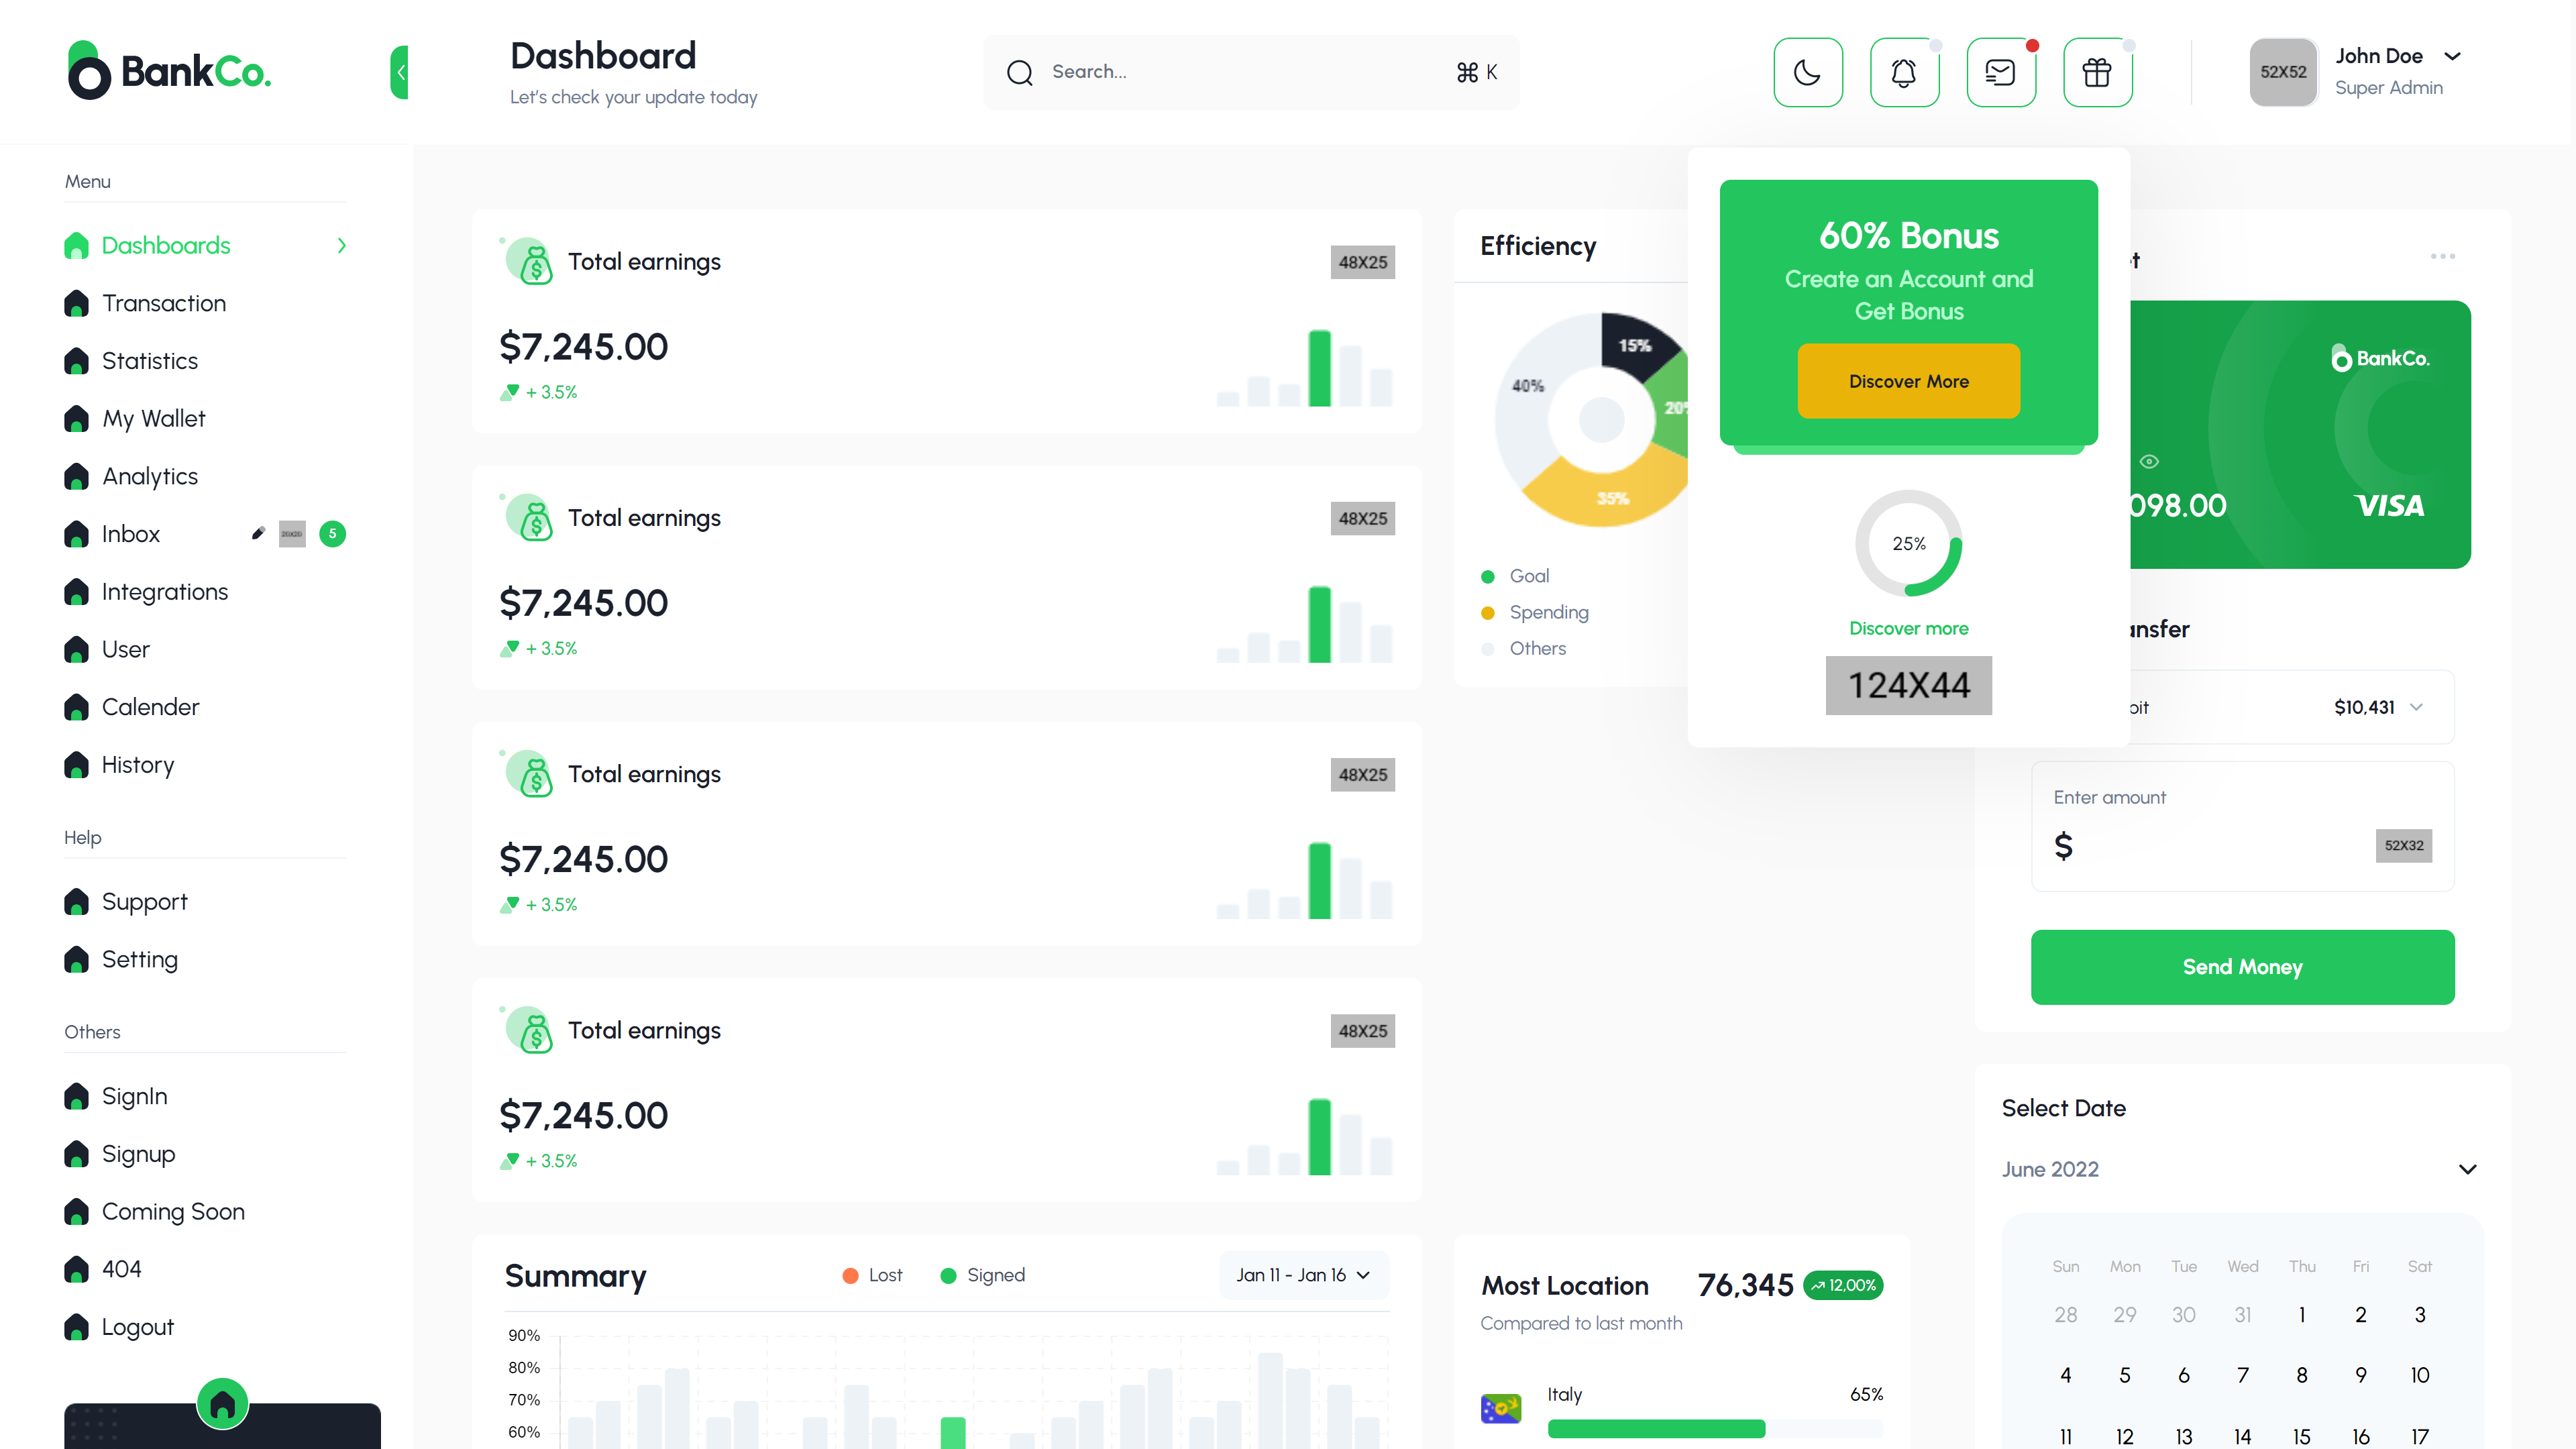 BankCo.
Dashboard
Let's check your update today
Search...
⌘ K
52X52
John Doe
Super Admin
Menu
Dashboards
Transaction
Statistics
My Wallet
Analytics
Inbox
20X20
5
Integrations
User
Calender
History
Help
Support
Setting
Others
SignIn
Signup
Coming Soon
404
Logout
Total earnings
48X25
$7,245.00
+ 3.5%
Total earnings
48X25
$7,245.00
+ 3.5%
Total earnings
48X25
$7,245.00
+ 3.5%
Total earnings
48X25
$7,245.00
+ 3.5%
Efficiency
15%
40%
20%
35%
Goal
Spending
Others
60% Bonus
Create an Account and
Get Bonus
Discover More
25%
Discover more
124X44
t
BankCo.
098.00
VISA
ansfer
bit
$10,431
Enter amount
$
52X32
Send Money
Summary
Lost
Signed
Jan 11 - Jan 16
90%
80%
70%
60%
Most Location
76,345
12,00%
Compared to last month
Italy
65%
Select Date
June 2022
Sun Mon Tue Wed Thu Fri Sat
28 29 30 31 1 2 3
4 5 6 7 8 9 10
11 12 13 14 15 16 17